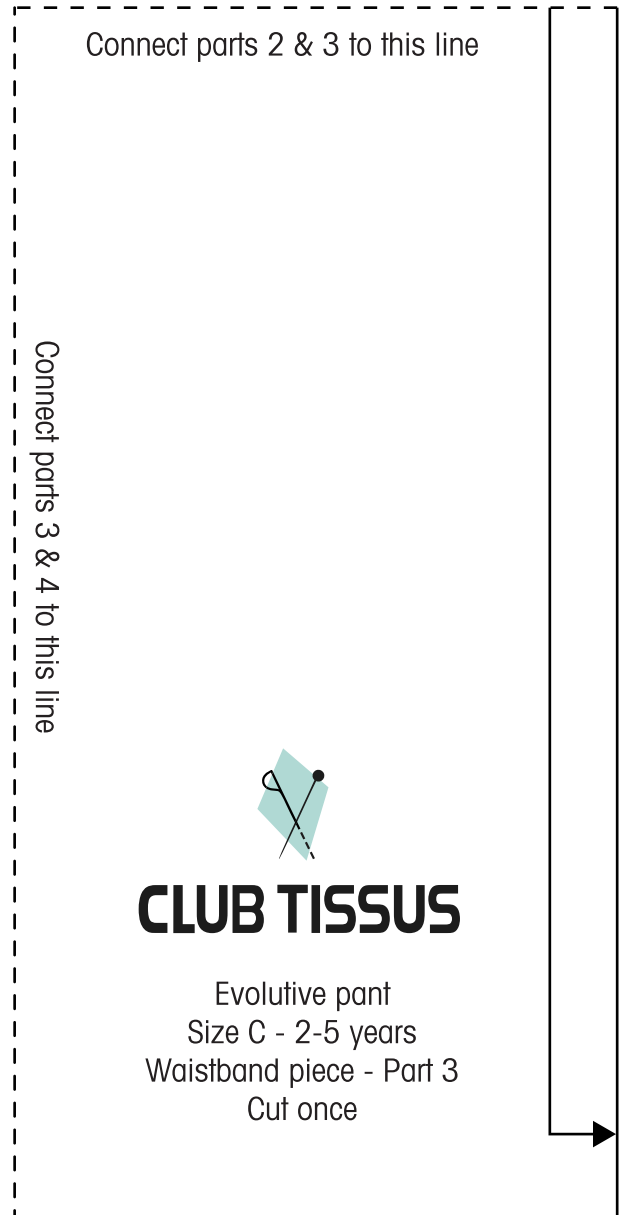 Connect parts 2 & 3 to this line
Connect parts 3 & 4 to this line
CLUB TISSUS
Evolutive pant
Size C - 2-5 years
Waistband piece - Part 3
Cut once